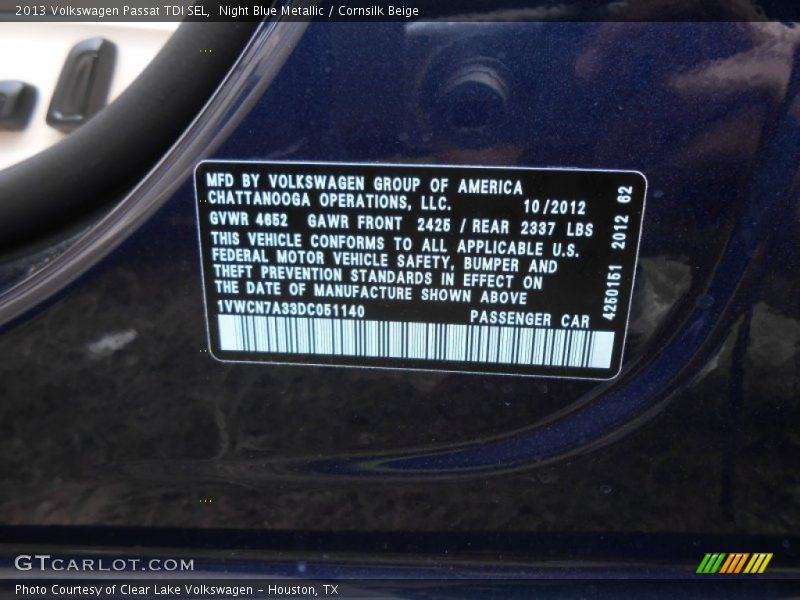 2013 Volkswagen Passat TDI SEL, Night Blue Metallic / Cornsilk Beige
MFD BY VOLKSWAGEN GROUP OF AMERICA
CHATTANOOGA OPERATIONS, LLC. 10/2012
GVWR 4652 GAWR FRONT 2425 / REAR 2337 LBS
THIS VEHICLE CONFORMS TO ALL APPLICABLE U.S.
FEDERAL MOTOR VEHICLE SAFETY, BUMPER AND
THEFT PREVENTION STANDARDS IN EFFECT ON
THE DATE OF MANUFACTURE SHOWN ABOVE
1VWCN7A33DC051140 PASSENGER CAR
4250151 2012 62
GTCARLOT.COM
Photo Courtesy of Clear Lake Volkswagen - Houston, TX